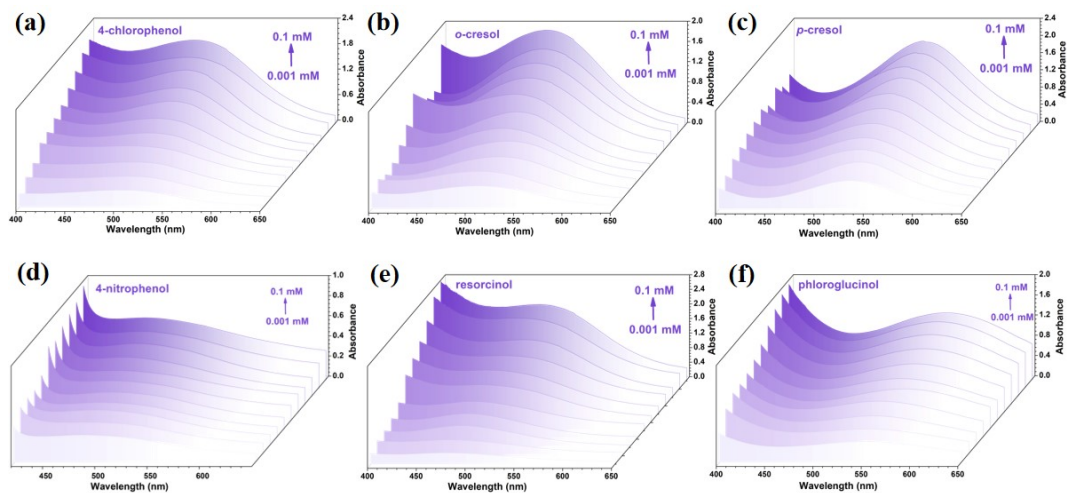 (a)
4-chlorophenol
0.1 mM
0.001 mM
2.4
1.8
1.2
0.6
0.0
Absorbance
400 450 500 550 600 650
Wavelength (nm)
(b)
o-cresol
0.1 mM
0.001 mM
2.0
1.6
1.2
0.8
0.4
0.0
Absorbance
400 450 500 550 600 650
Wavelength (nm)
(c)
p-cresol
0.1 mM
0.001 mM
2.4
2.0
1.6
1.2
0.8
0.4
0.0
Absorbance
400 450 500 550 600 650
Wavelength (nm)
(d)
4-nitrophenol
0.1 mM
0.001 mM
1.0
0.8
0.6
0.4
0.2
0.0
Absorbance
450 500 550 600
Wavelength (nm)
(e)
resorcinol
0.1 mM
0.001 mM
2.8
2.4
2.0
1.6
1.2
0.8
0.4
0.0
Absorbance
400 450 500 550 600 650
Wavelength (nm)
(f)
phloroglucinol
0.1 mM
0.001 mM
2.0
1.6
1.2
0.8
0.4
0.0
Absorbance
400 450 500 550 600 650
Wavelength (nm)